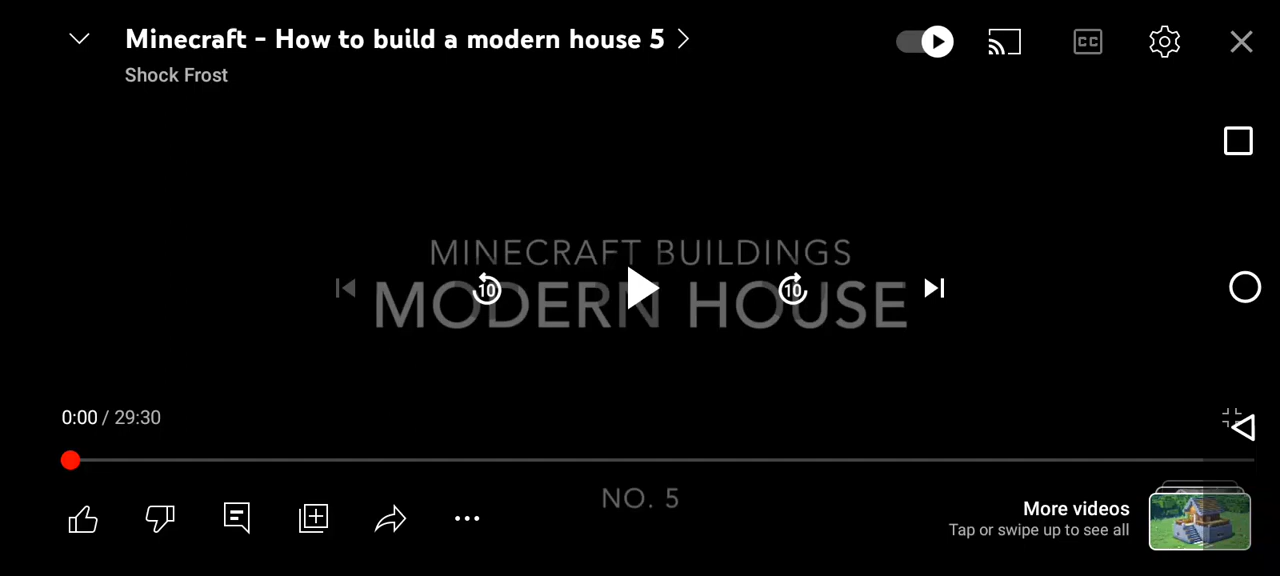 Minecraft - How to build a modern house 5
Shock Frost
CC
MINECRAFT BUILDINGS
MODERN HOUSE
10
10
0:00 / 29:30
NO. 5
More videos
Tap or swipe up to see all